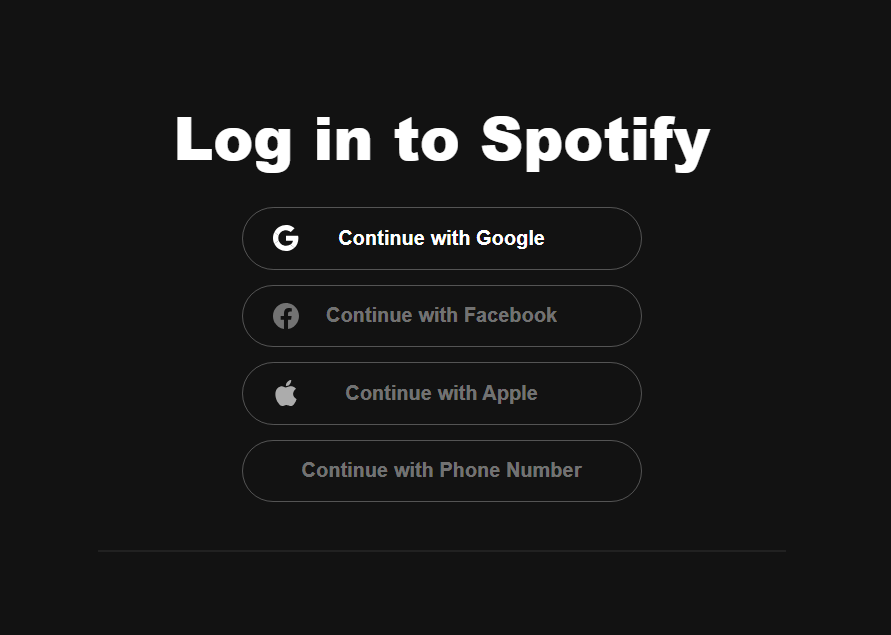 Log in to Spotify
Continue with Google
Continue with Facebook
Continue with Apple
Continue with Phone Number